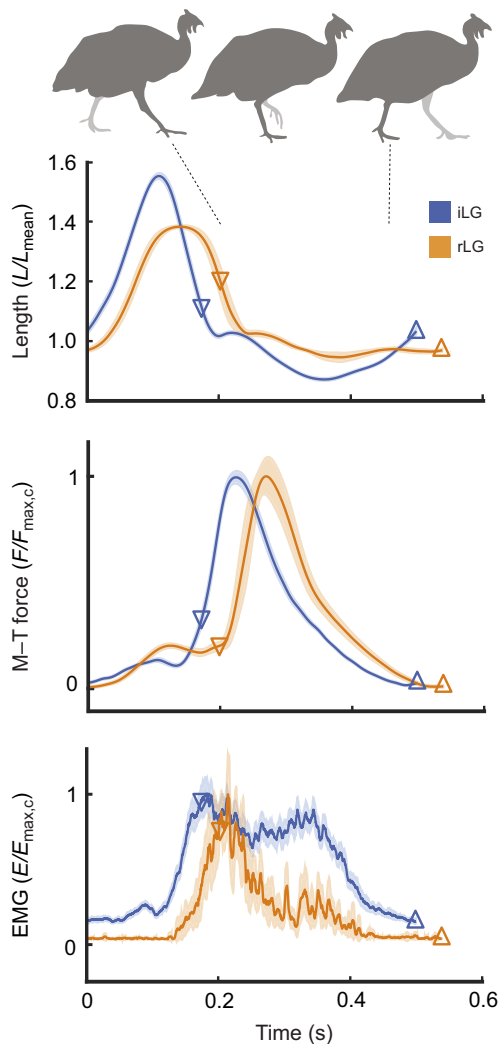 1.6
iLG
1.4
rLG
1.2
1.0
0.8
Length (L/Lmean)
1
0
M–T force (F/Fmax,c)
1
0
EMG (E/Emax,c)
0
0.2
0.4
0.6
Time (s)